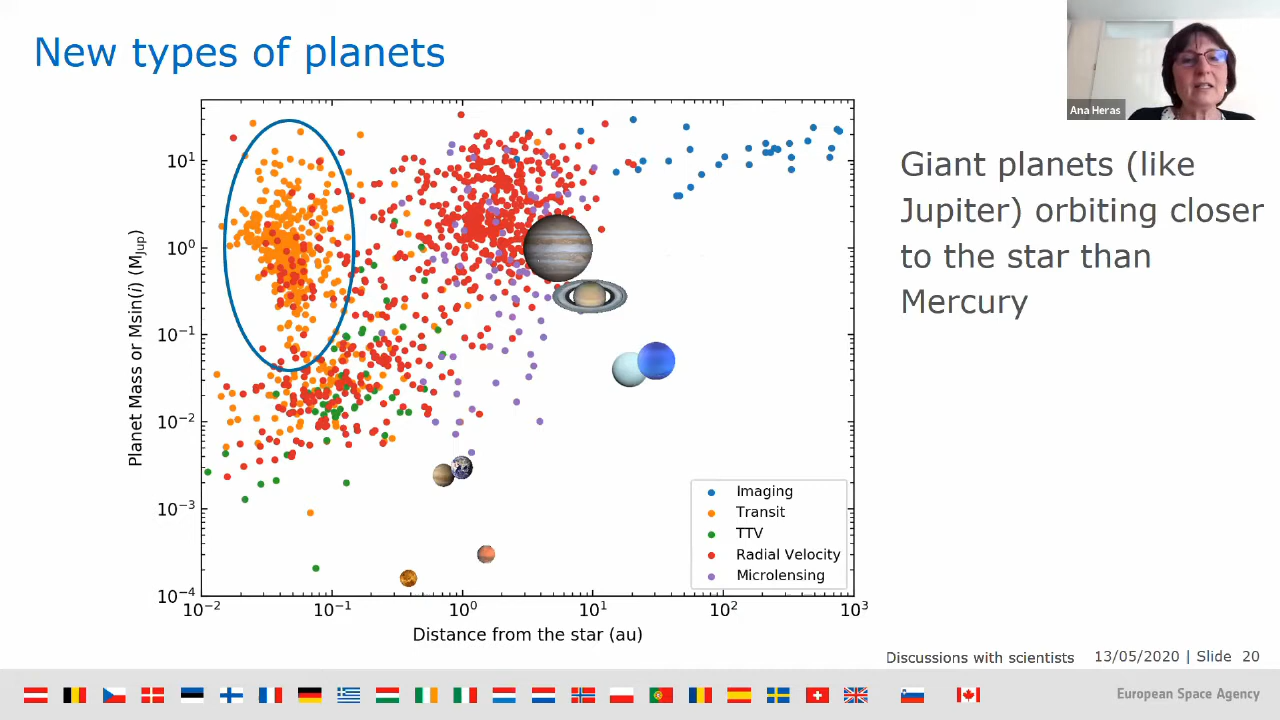 New types of planets
Ana Heras
Giant planets (like
Jupiter) orbiting closer
to the star than
Mercury
Planet Mass or Msin(i) (M_Jup)
10¹
10⁰
10⁻¹
10⁻²
10⁻³
10⁻⁴
10⁻² 10⁻¹ 10⁰ 10¹ 10² 10³
Distance from the star (au)
Imaging
Transit
TTV
Radial Velocity
Microlensing
Discussions with scientists 13/05/2020 | Slide 20
European Space Agency